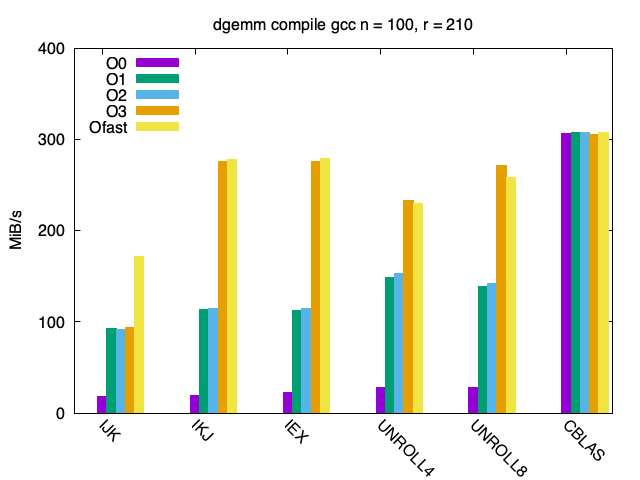 dgemm compile gcc n = 100, r = 210
MiB/s
400
300
200
100
0
O0
O1
O2
O3
Ofast
IJK
IKJ
IEX
UNROLL4
UNROLL8
CBLAS